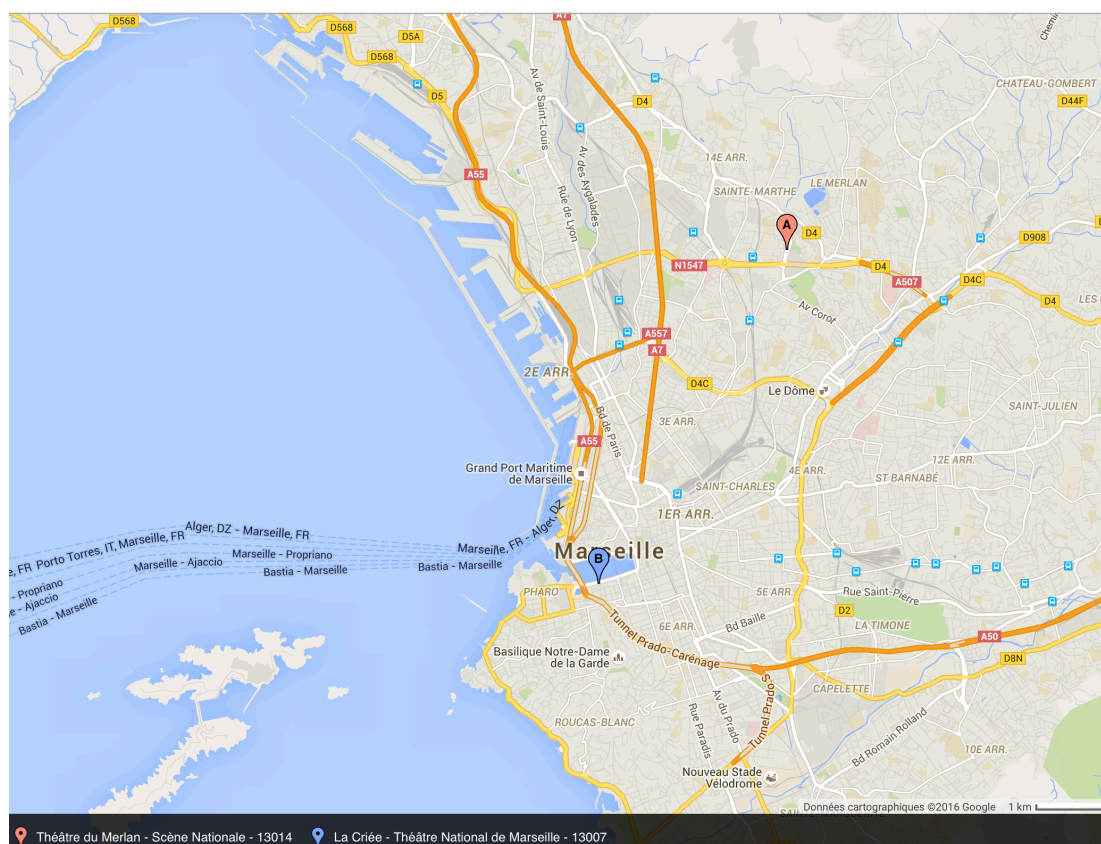 D568
D568
D5A
D568
D5
A7
Av de Saint-Louis
Av des Aygalades
D4
CHATEAU-GOMBERT
D44F
14E ARR.
A55
SAINTE-MARTHE
LE MERLAN
Rue de Lyon
A
D4
D908
N1547
D4
A507
D4C
D4
Av Corot
A557
A7
2E ARR.
D4C
Le Dôme
Bd de Paris
SAINT-JULIEN
3E ARR.
A55
12E ARR.
Grand Port Maritime
de Marseille
4E ARR.
ST BARNABÉ
SAINT-CHARLES
1ER ARR.
Alger, DZ - Marseille, FR
Marseille, FR - Alger, DZ
Porto Torres, IT, Marseille, FR
Marseille - Propriano
Marseille - Ajaccio
Bastia - Marseille
Bastia - Marseille
- Propriano
- Ajaccio
Bastia - Marseille
Marseille
B
PHARO
5E ARR.
Rue Saint-Pierre
D2
Bd Baille
LA TIMONE
6E ARR.
Tunnel Prado-Carénage
A50
Basilique Notre-Dame
de la Garde
D8N
CAPELETTE
Tunnel Prado S
ROUCAS-BLANC
Rue Paradis
Av du Prado
Bd Romain Rolland
10E ARR.
Nouveau Stade
Vélodrome
Données cartographiques ©2016 Google 1 km
Théâtre du Merlan - Scène Nationale - 13014 La Criée - Théâtre National de Marseille - 13007